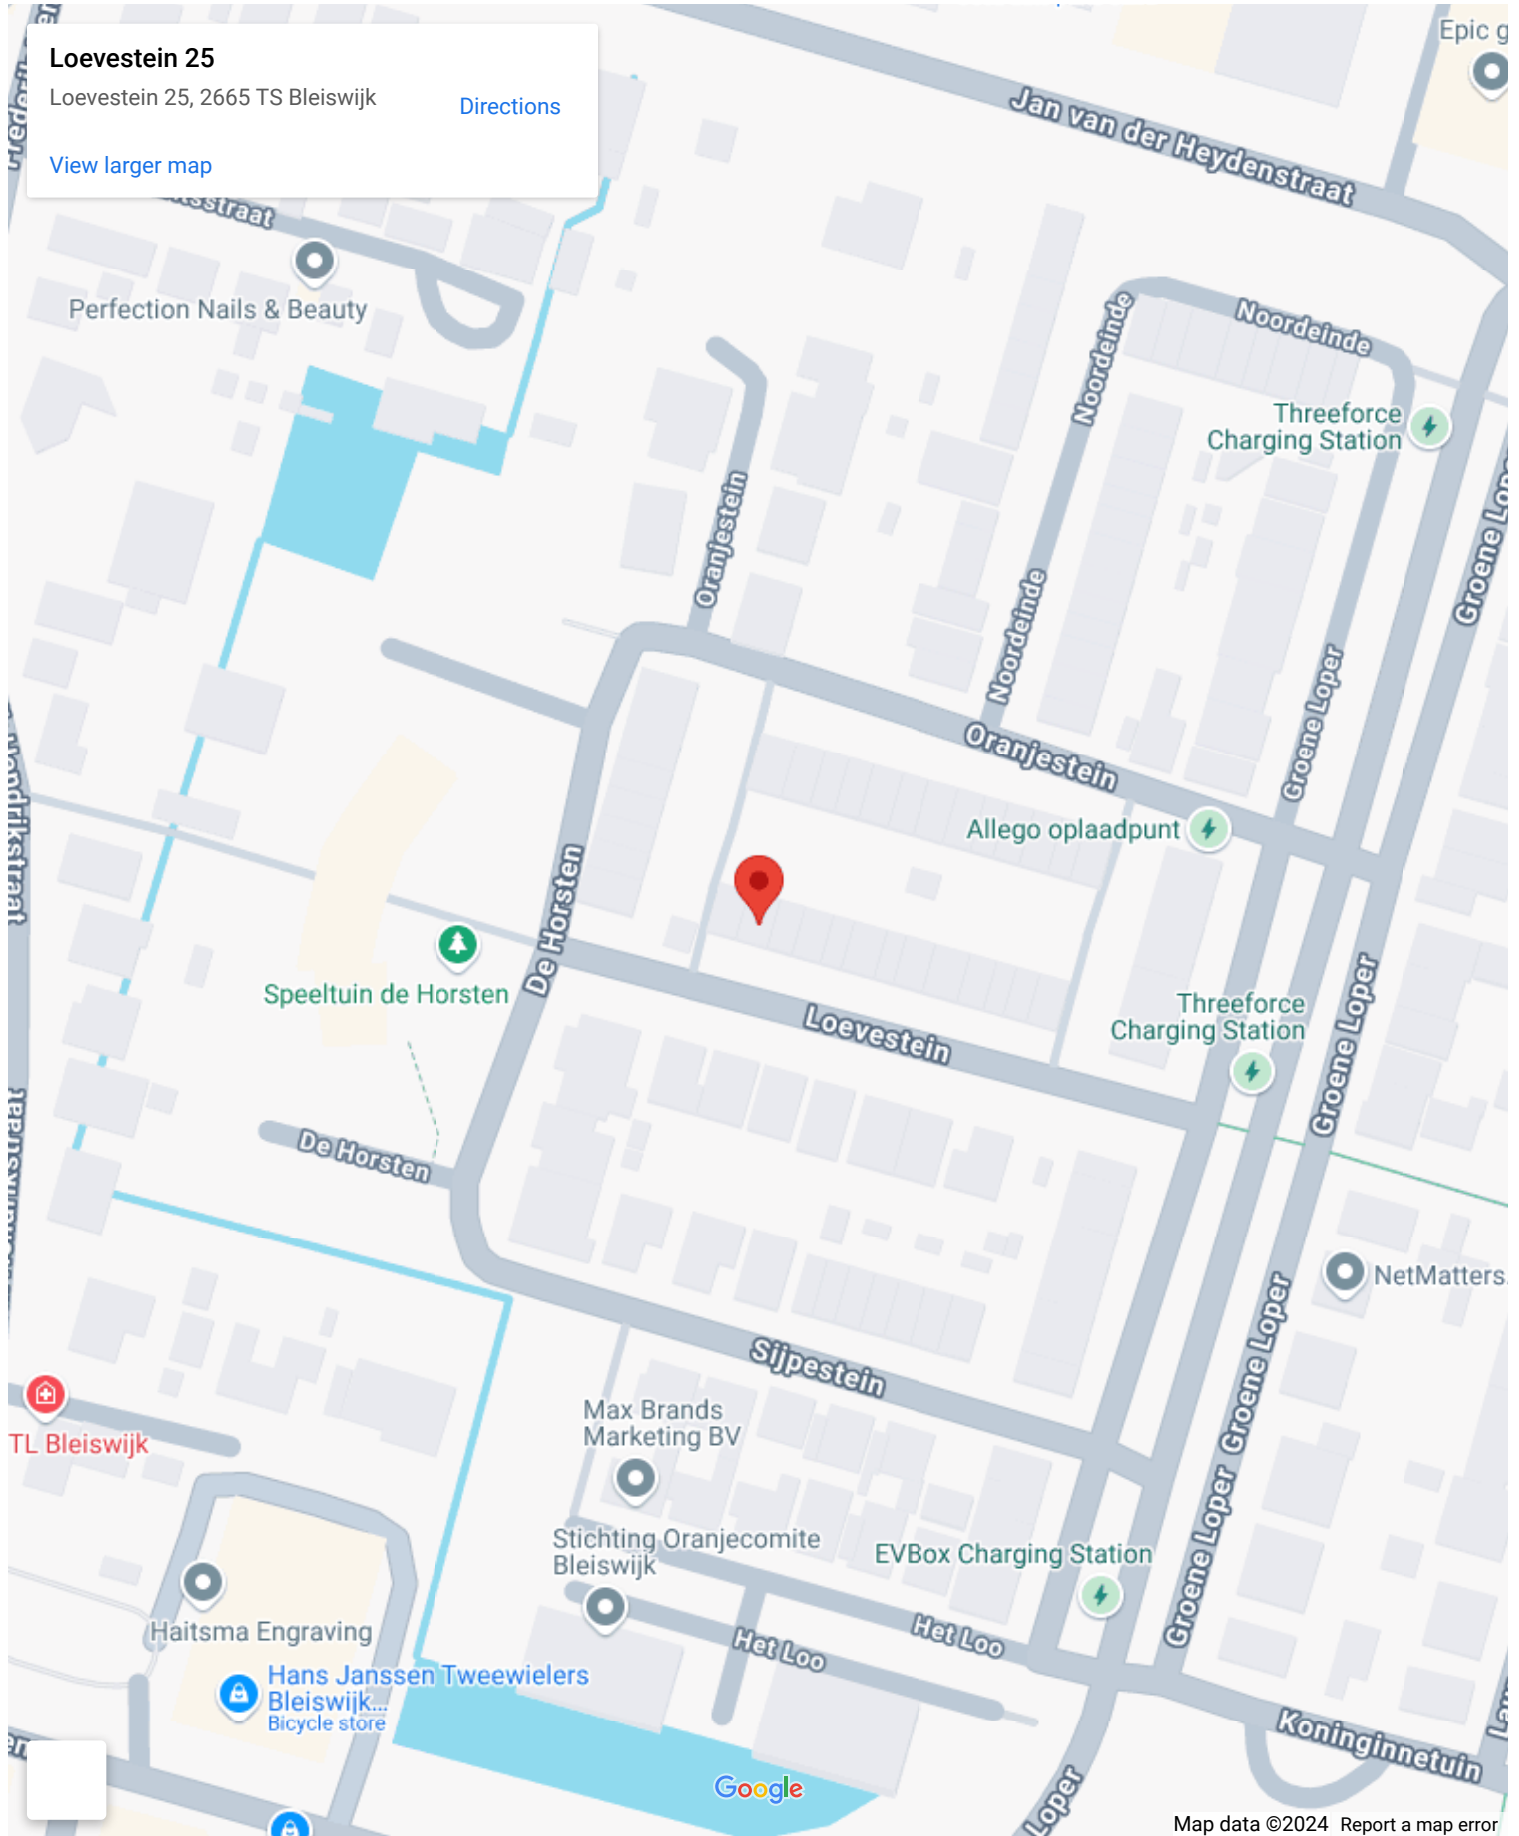 Loevestein 25
Loevestein 25, 2665 TS Bleiswijk
Directions
View larger map
Epic g
Jan van der Heydenstraat
Perfection Nails & Beauty
Noordeinde
Noordeinde
Threeforce
Charging Station
Groene Loper
Oranjestein
Noordeinde
Groene Loper
Oranjestein
Allego oplaadpunt
De Horsten
Speeltuin de Horsten
Loevestein
Threeforce
Charging Station
Groene Loper
De Horsten
NetMatters.
Sijpestein
Groene Loper
Max Brands
Marketing BV
TL Bleiswijk
Stichting Oranjecomite
Bleiswijk
EVBox Charging Station
Groene Loper
Haitsma Engraving
Het Loo
Het Loo
Hans Janssen Tweewielers
Bleiswijk...
Bicycle store
Koninginnetuin
Google
Loper
Map data ©2024
Report a map error